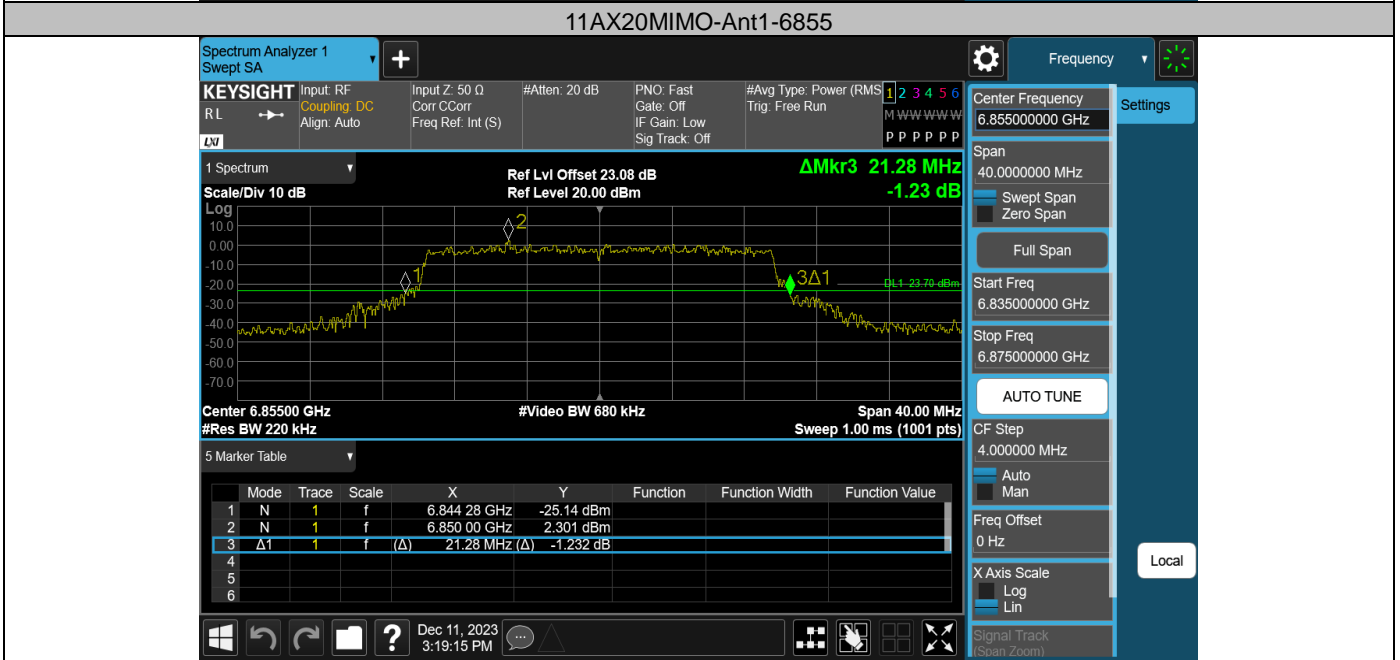 11AX20MIMO-Ant1-6855
Spectrum Analyzer 1
Swept SA
+
Frequency
KEYSIGHT
R L
LXI
Input: RF
Coupling: DC
Align: Auto
Input Z: 50 Ω
Corr CCorr
Freq Ref: Int (S)
#Atten: 20 dB
PNO: Fast
Gate: Off
IF Gain: Low
Sig Track: Off
#Avg Type: Power (RMS
Trig: Free Run
1 2 3 4 5 6
M W W W W W
P P P P P P
Center Frequency
6.855000000 GHz
Settings
Span
40.0000000 MHz
Swept Span
Zero Span
Full Span
Start Freq
6.835000000 GHz
Stop Freq
6.875000000 GHz
AUTO TUNE
CF Step
4.000000 MHz
Auto
Man
Freq Offset
0 Hz
X Axis Scale
Log
Lin
Signal Track
(Span Zoom)
Local
1 Spectrum
Scale/Div 10 dB
Ref Lvl Offset 23.08 dB
Ref Level 20.00 dBm
ΔMkr3 21.28 MHz
-1.23 dB
Log
10.0
0.00
-10.0
-20.0
-30.0
-40.0
-50.0
-60.0
-70.0
2
1
3Δ1
DL1 -23.70 dBm
Center 6.85500 GHz
#Video BW 680 kHz
Span 40.00 MHz
#Res BW 220 kHz
Sweep 1.00 ms (1001 pts)
5 Marker Table
Mode Trace Scale X Y Function Function Width Function Value
1 N 1 f 6.844 28 GHz -25.14 dBm
2 N 1 f 6.850 00 GHz 2.301 dBm
3 Δ1 1 f (Δ) 21.28 MHz (Δ) -1.232 dB
4
5
6
?
Dec 11, 2023
3:19:15 PM